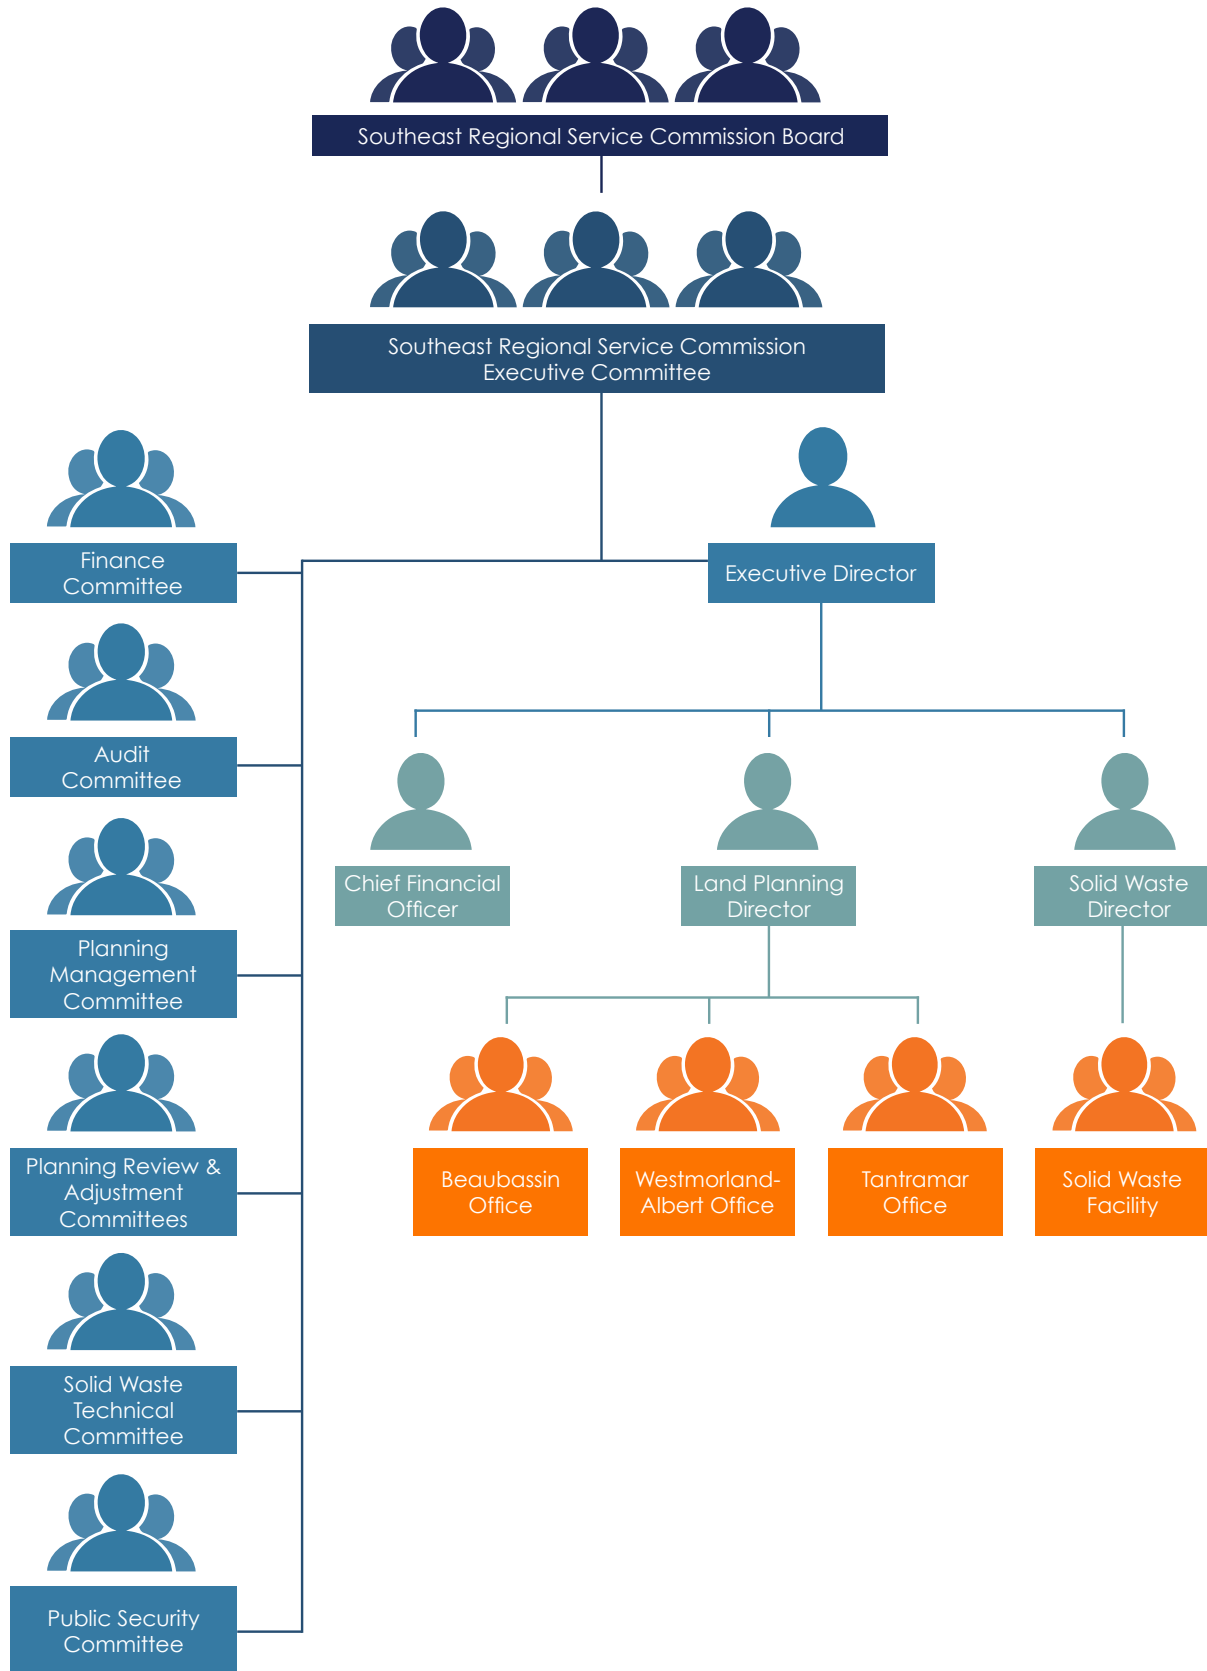 Southeast Regional Service Commission Board
Southeast Regional Service Commission
Executive Committee
Finance
Committee
Executive Director
Audit
Committee
Chief Financial
Officer
Land Planning
Director
Solid Waste
Director
Planning
Management
Committee
Planning Review &
Adjustment
Committees
Beaubassin
Office
Westmorland-
Albert Office
Tantramar
Office
Solid Waste
Facility
Solid Waste
Technical
Committee
Public Security
Committee